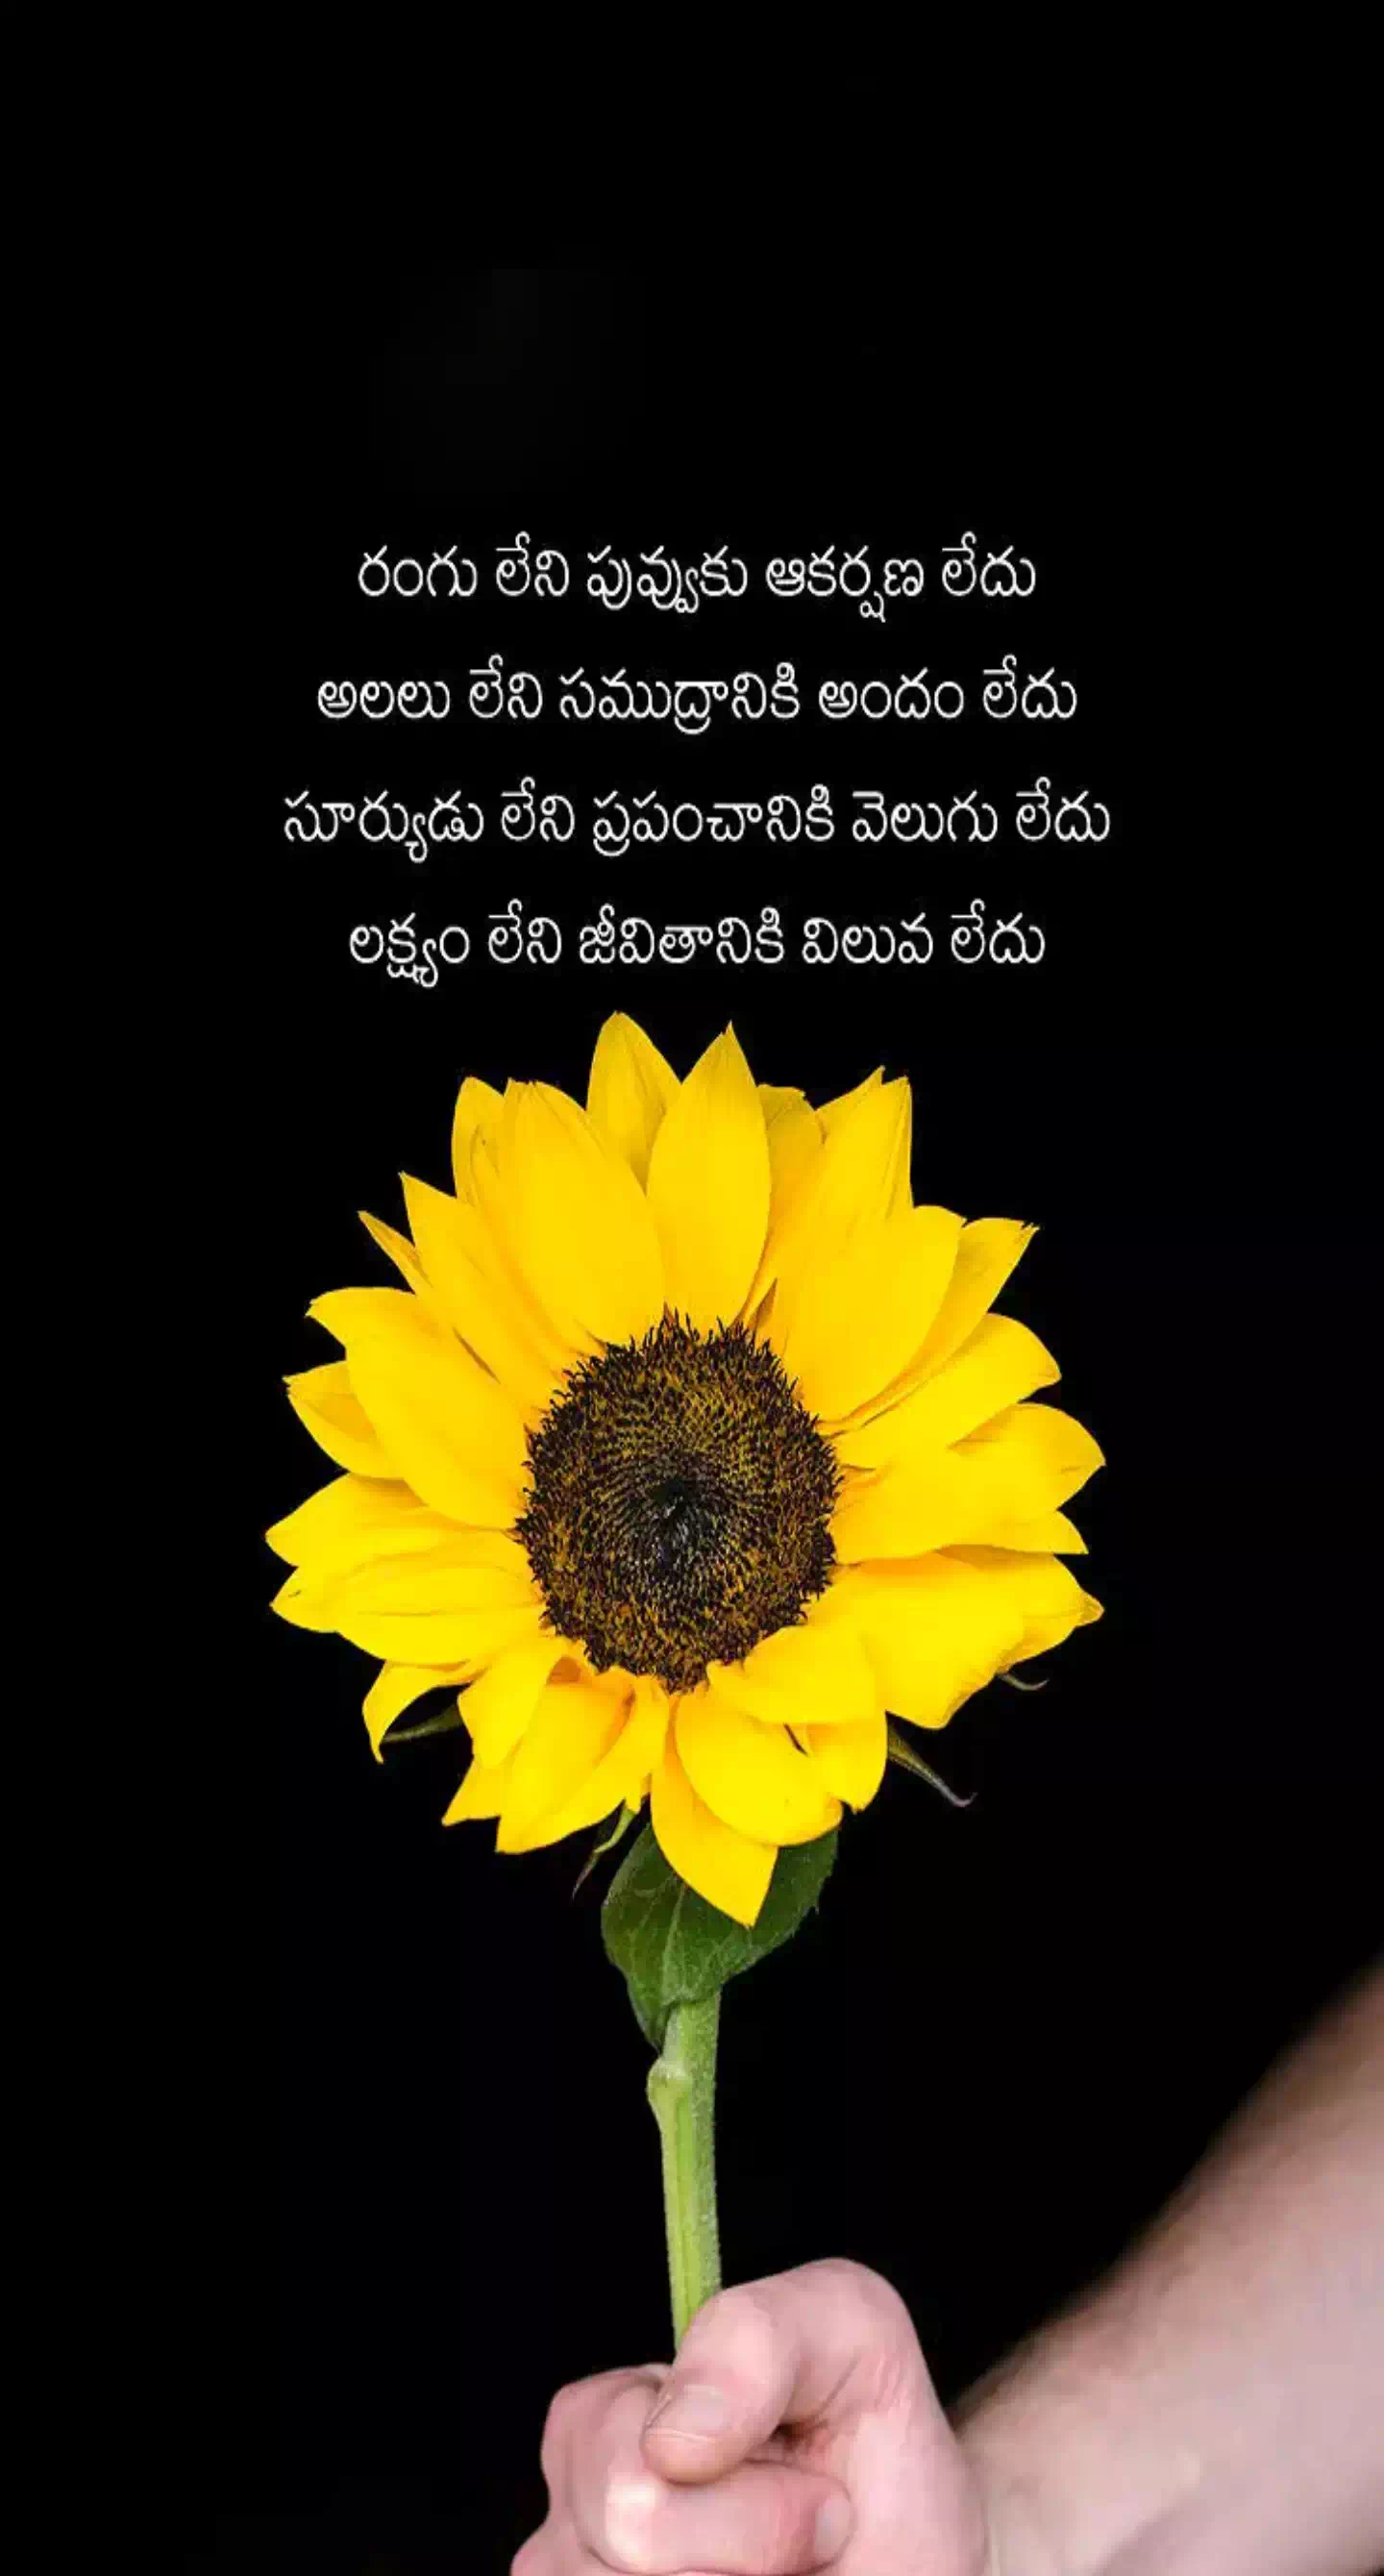 రంగు లేని పువ్వుకు ఆకర్షణ లేదు
అలలు లేని సముద్రానికి అందం లేదు
సూర్యుడు లేని ప్రపంచానికి వెలుగు లేదు
లక్ష్యం లేని జీవితానికి విలువ లేదు